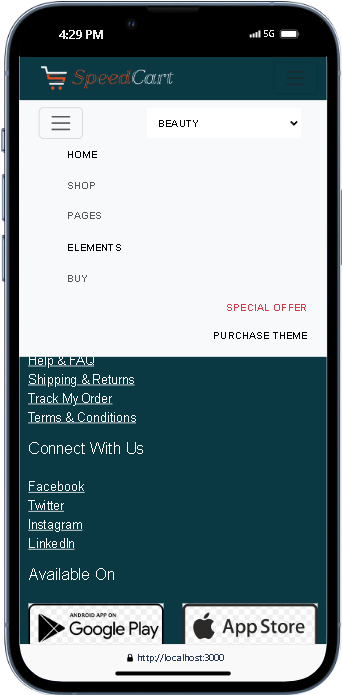 4:29 PM
5G
SpeedCart
BEAUTY
HOME
SHOP
PAGES
ELEMENTS
BUY
SPECIAL OFFER
PURCHASE THEME
Help & FAQ
Shipping & Returns
Track My Order
Terms & Conditions
Connect With Us
Facebook
Twitter
Instagram
LinkedIn
Available On
ANDROID APP ON
Google Play
App Store
http://localhost:3000